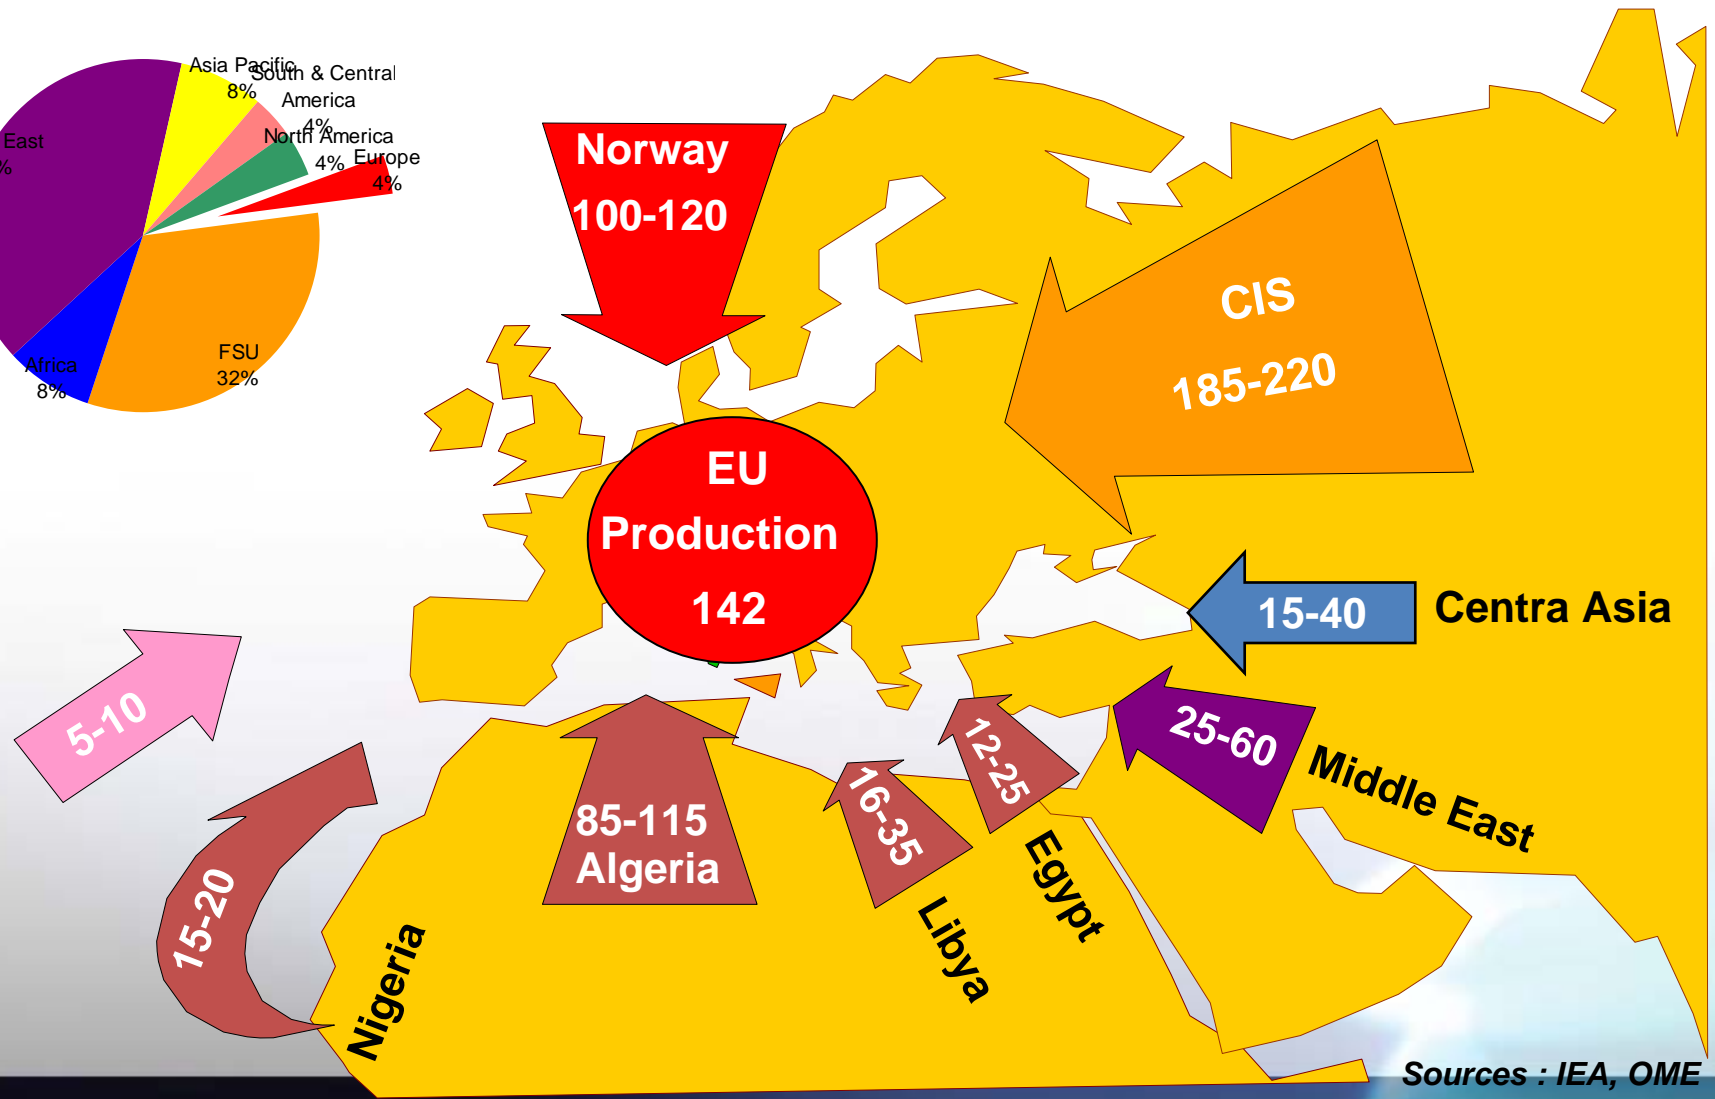 Asia Pacific
8%
South & Central
America
4%
North America
4%
Europe
4%
East
%
FSU
32%
Africa
8%
Norway
100-120
CIS
185-220
EU
Production
142
15-40
Centra Asia
5-10
25-60
Middle East
12-25
Egypt
16-35
Libya
85-115
Algeria
15-20
Nigeria
Sources : IEA, OME